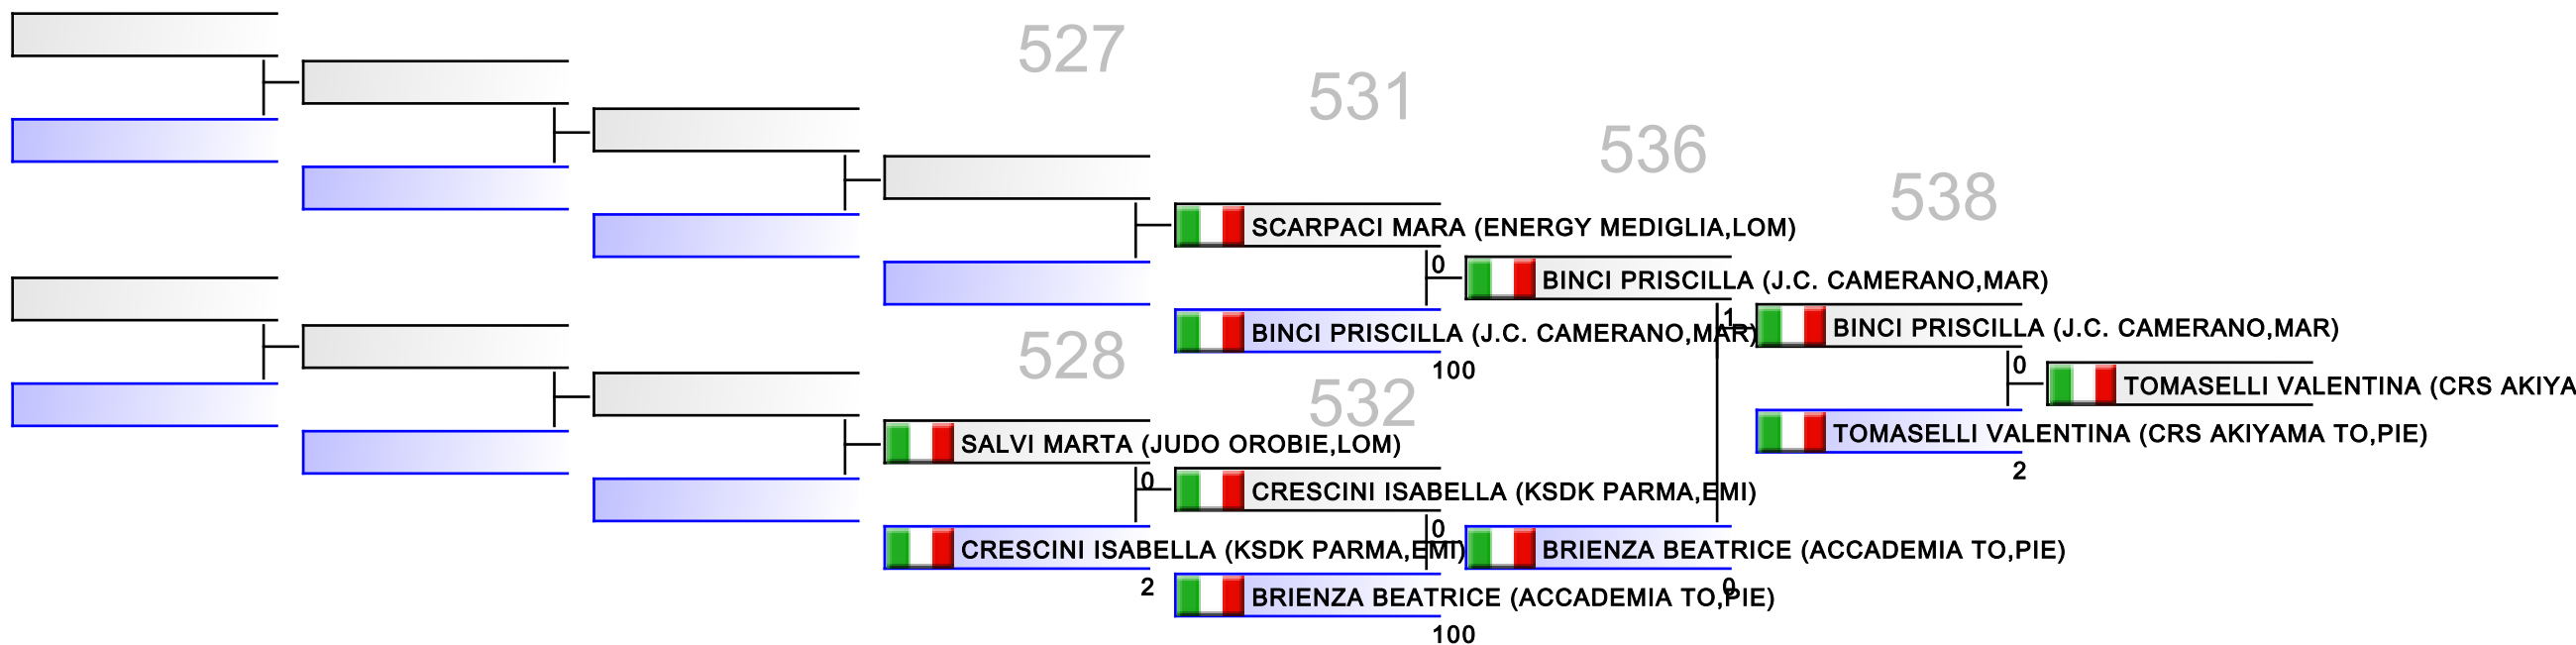 527
531
536
538
SCARPACI MARA (ENERGY MEDIGLIA,LOM)
0
BINCI PRISCILLA (J.C. CAMERANO,MAR)
BINCI PRISCILLA (J.C. CAMERANO,MAR)
100
1
BINCI PRISCILLA (J.C. CAMERANO,MAR)
0
TOMASELLI VALENTINA (CRS AKIYA
TOMASELLI VALENTINA (CRS AKIYAMA TO,PIE)
2
528
532
SALVI MARTA (JUDO OROBIE,LOM)
0
CRESCINI ISABELLA (KSDK PARMA,EMI)
CRESCINI ISABELLA (KSDK PARMA,EMI)
2
0
BRIENZA BEATRICE (ACCADEMIA TO,PIE)
0
BRIENZA BEATRICE (ACCADEMIA TO,PIE)
100